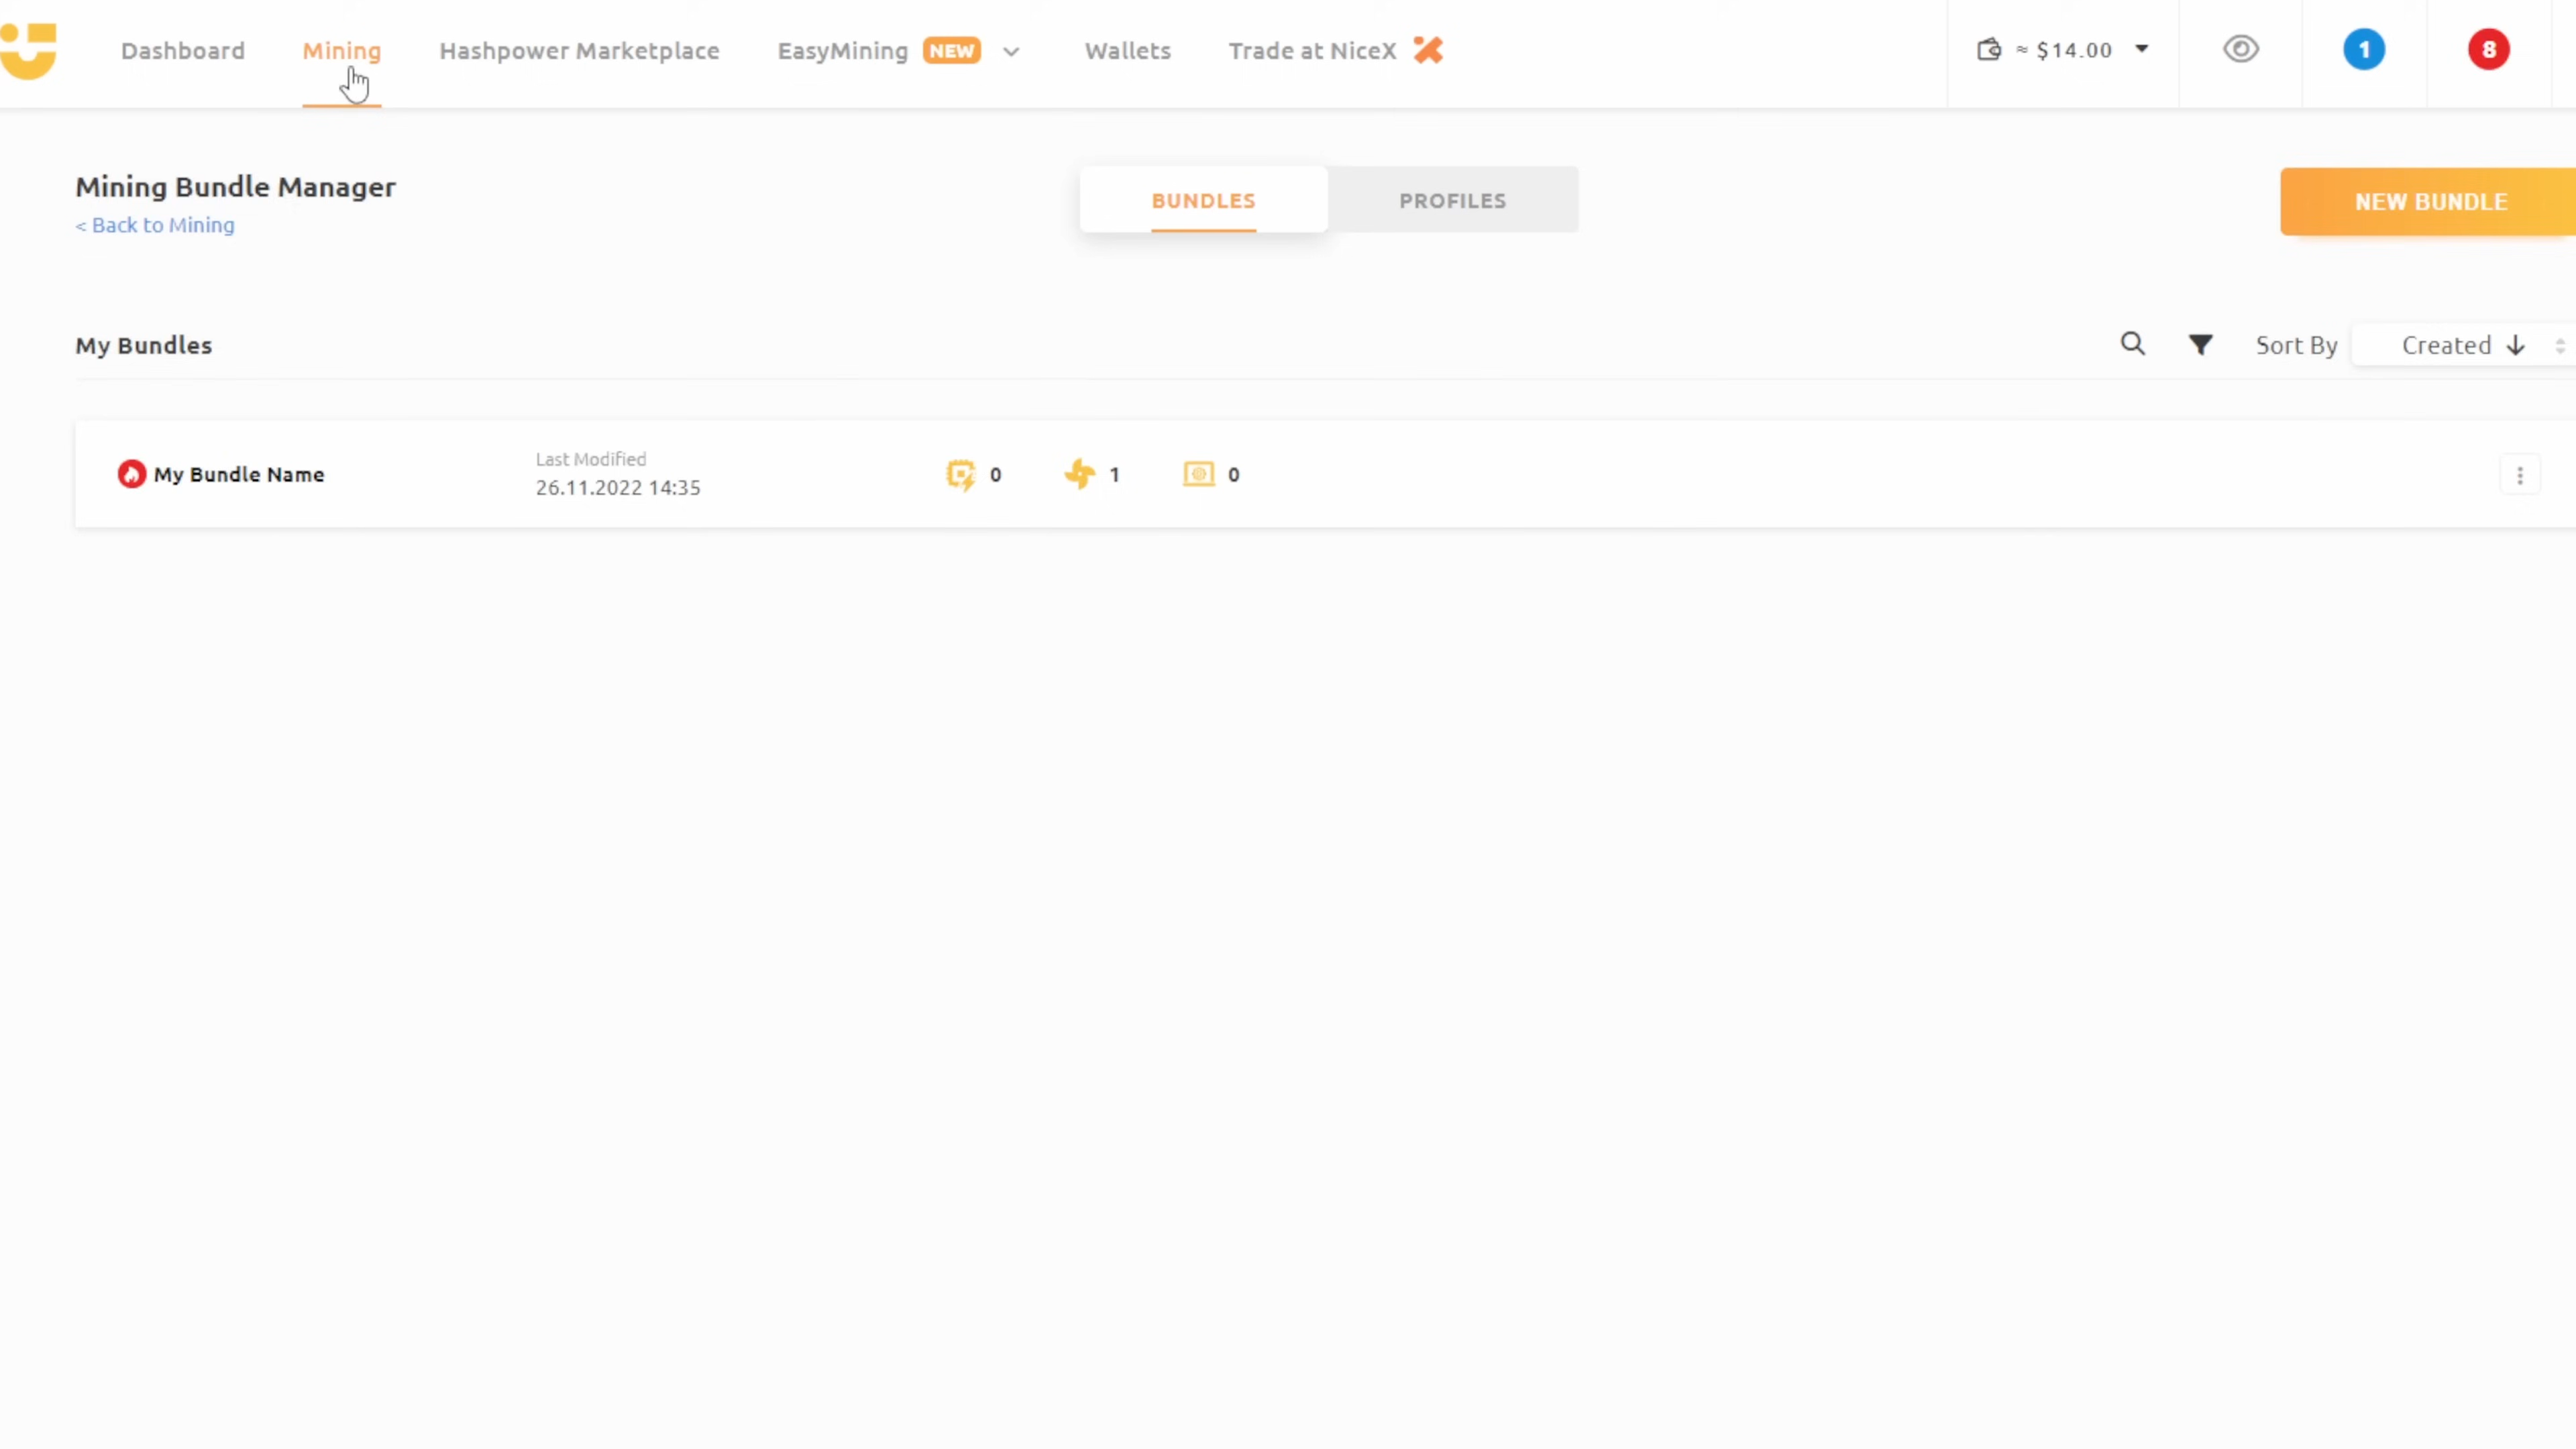 Dashboard
Mining
Hashpower Marketplace
EasyMining NEW
Wallets
Trade at NiceX
≈ $14.00
1
8
Mining Bundle Manager
< Back to Mining
BUNDLES
PROFILES
NEW BUNDLE
My Bundles
Sort By
Created ↓
My Bundle Name
Last Modified
26.11.2022 14:35
0
1
0